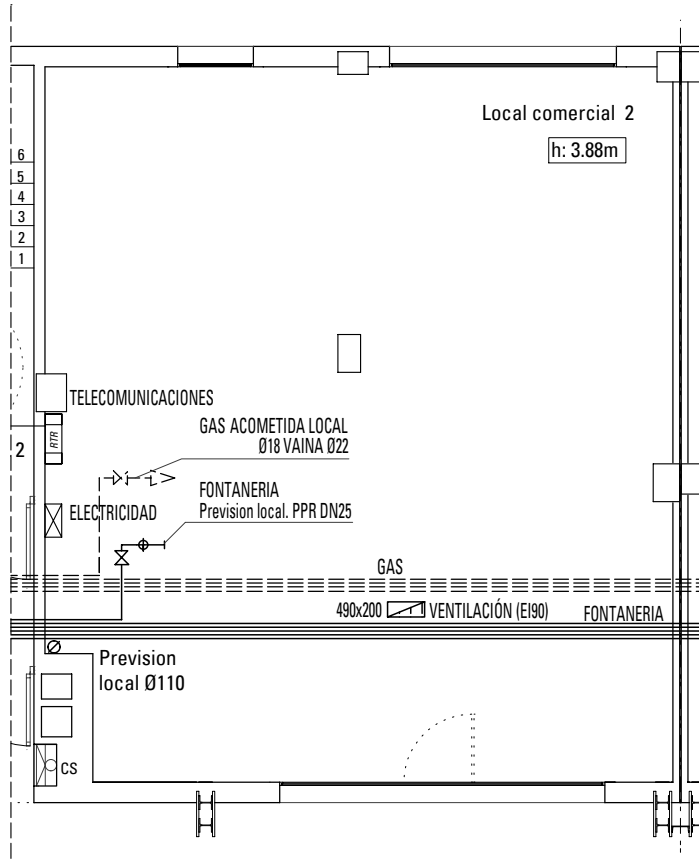 Local comercial 2
h: 3.88m
6
5
4
3
2
1
TELECOMUNICACIONES
RTR
GAS ACOMETIDA LOCAL
Ø18 VAINA Ø22
2
FONTANERIA
Prevision local. PPR DN25
ELECTRICIDAD
GAS
490x200
VENTILACIÓN (EI90)
FONTANERIA
Prevision
local Ø110
CS